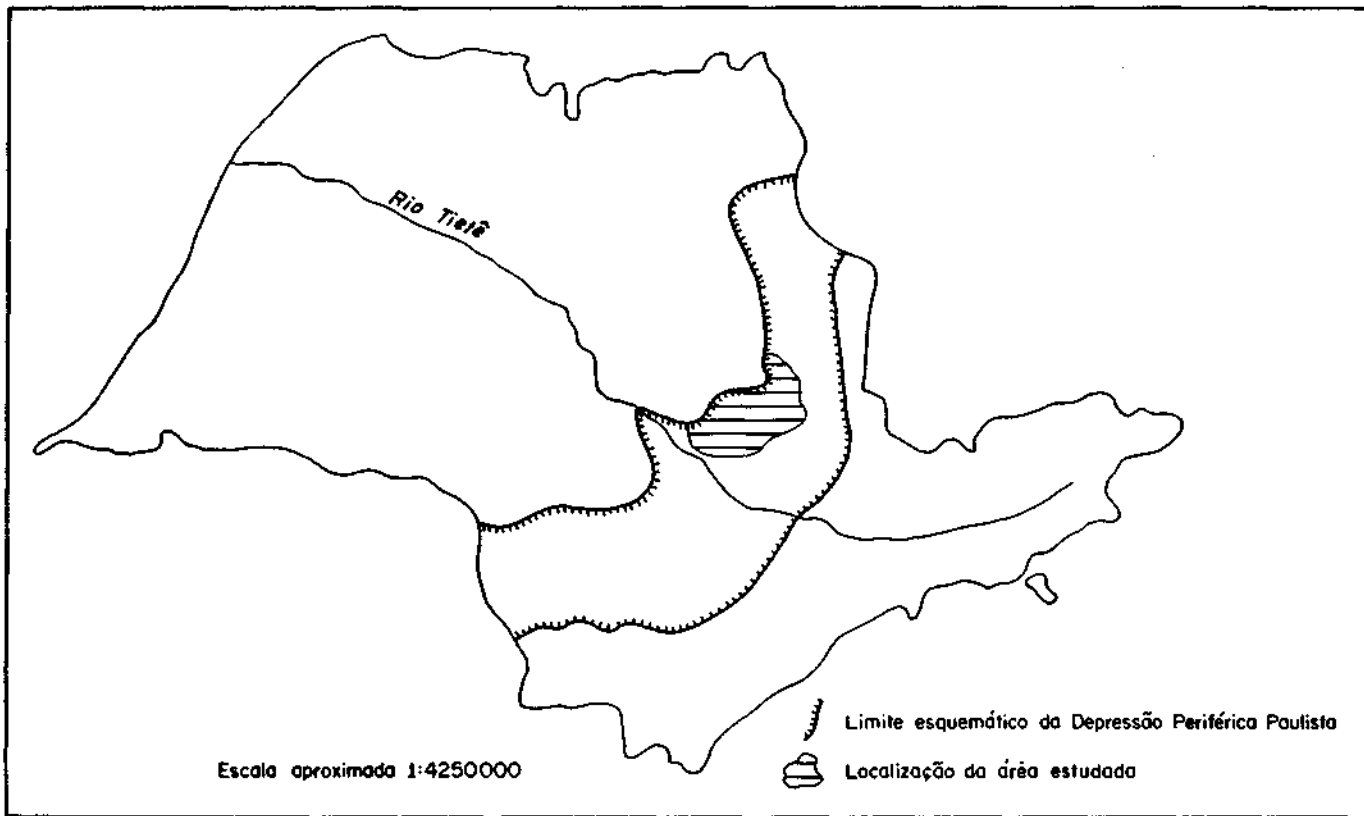 Rio Tietê
Limite esquemático da Depressão Periférica Paulista
Escala aproximada 1:4250000
Localização da área estudada